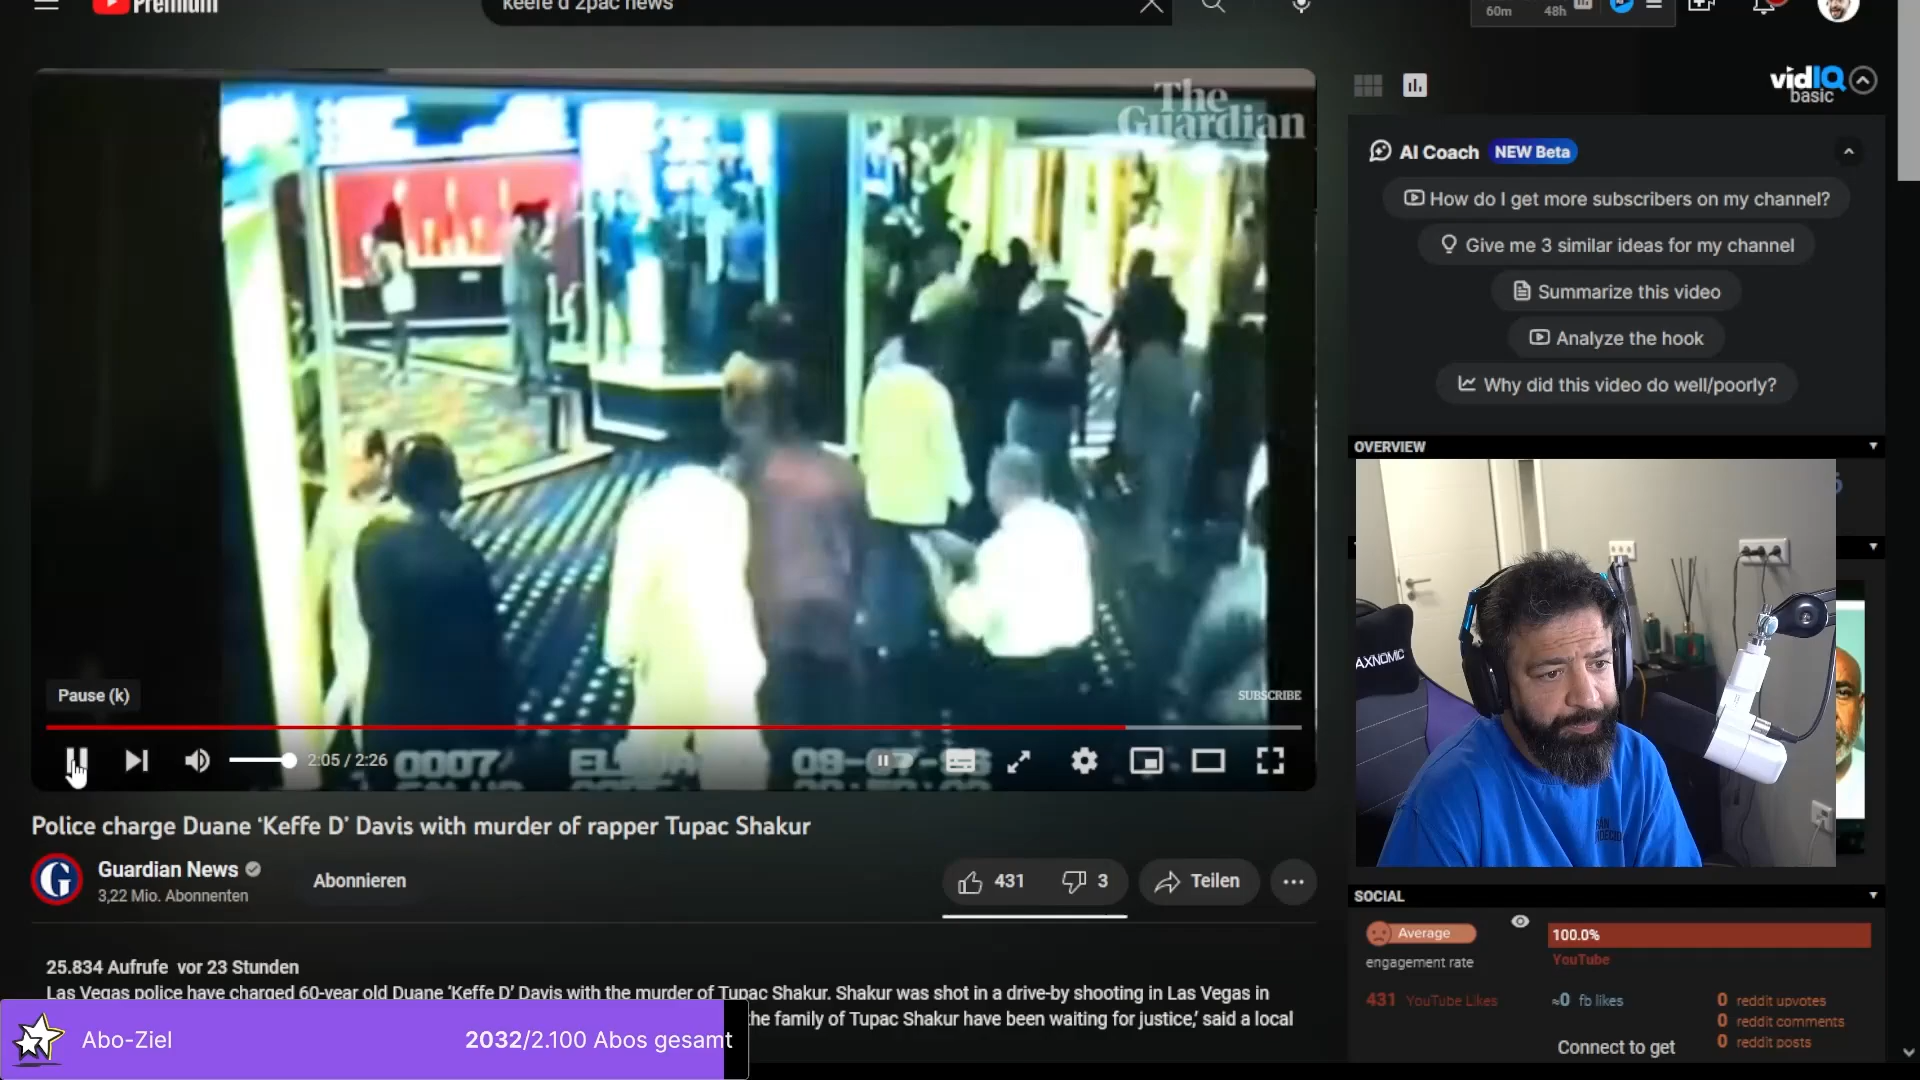 Premium
keefe d 2pac news
60m
48h
The
Guardian
vidIQ
basic
AI Coach NEW Beta
How do I get more subscribers on my channel?
Give me 3 similar ideas for my channel
Summarize this video
Analyze the hook
Why did this video do well/poorly?
OVERVIEW
AXNOMIC
Pause (k)
SUBSCRIBE
2:05 / 2:26
0007
Police charge Duane ‘Keffe D’ Davis with murder of rapper Tupac Shakur
Guardian News
3,22 Mio. Abonnenten
Abonnieren
431
3
Teilen
SOCIAL
Average
engagement rate
100.0%
YouTube
431 YouTube Likes
≈0 fb likes
0 reddit upvotes
0 reddit comments
0 reddit posts
Connect to get
25.834 Aufrufe vor 23 Stunden
Las Vegas police have charged 60-year old Duane ‘Keffe D’ Davis with the murder of Tupac Shakur. Shakur was shot in a drive-by shooting in Las Vegas in
the family of Tupac Shakur have been waiting for justice,’ said a local
Abo-Ziel
2032/2.100 Abos gesamt